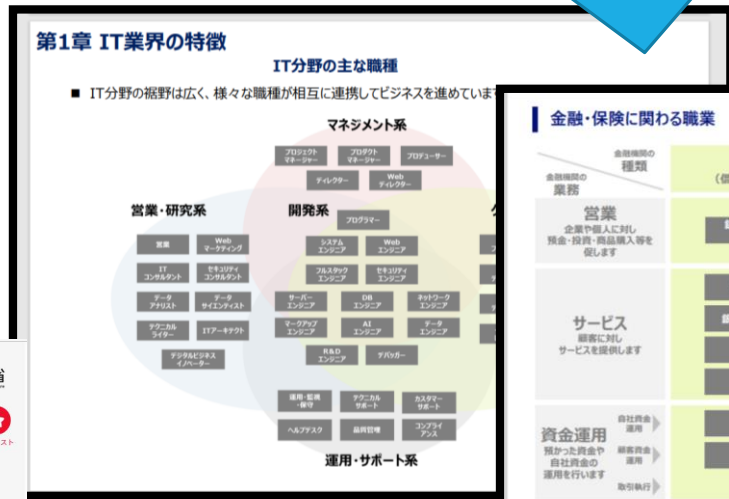 第1章 IT業界の特徴
IT分野の主な職種
■ IT分野の裾野は広く、様々な職種が相互に連携してビジネスを進めています
マネジメント系
プロジェクト
マネージャー
プロダクト
マネージャー
プロデューサー
ディレクター
Web
ディレクター
営業・研究系
営業
Web
マーケティング
IT
コンサルタント
セキュリティ
コンサルタント
データ
アナリスト
データ
サイエンティスト
テクニカル
ライター
ITアーキテクト
デジタルビジネス
イノベーター
開発系
プログラマー
システム
エンジニア
Web
エンジニア
フルスタック
エンジニア
セキュリティ
エンジニア
サーバー
エンジニア
DB
エンジニア
ネットワーク
エンジニア
マークアップ
エンジニア
AI
エンジニア
データ
エンジニア
R&D
エンジニア
デバッガー
運用・監視
・保守
テクニカル
サポート
カスタマー
サポート
ヘルプデスク
品質管理
コンプライ
アンス
運用・サポート系
金融・保険に関わる職業
金融機関の
種類
金融機関の
業務
営業
企業や個人に対し
預金・投資・商品購入等を
促します
サービス
顧客に対し
サービスを提供します
資金運用
預かった資金や
自社資金の
運用を行います
自社資金
運用
顧客資金
運用
取引執行